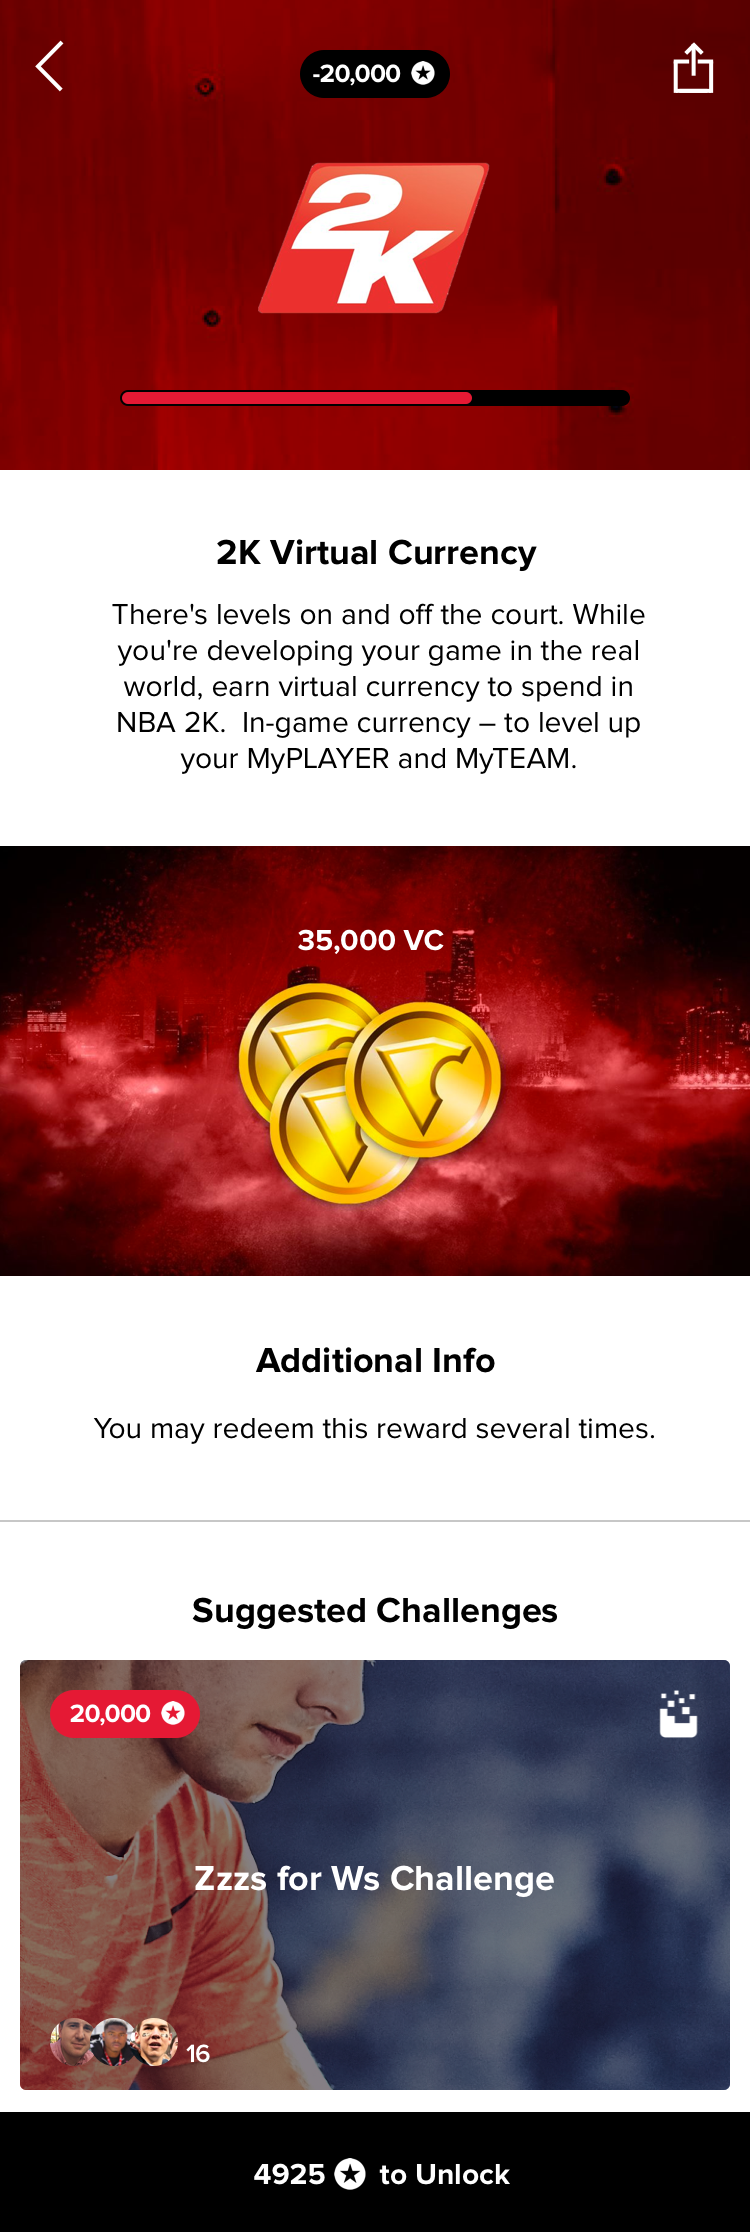 -20,000
2K
2K Virtual Currency
There's levels on and off the court. While
you're developing your game in the real
world, earn virtual currency to spend in
NBA 2K.  In-game currency – to level up
your MyPLAYER and MyTEAM.
35,000 VC
Additional Info
You may redeem this reward several times.
Suggested Challenges
20,000
Zzzs for Ws Challenge
16
4925 to Unlock